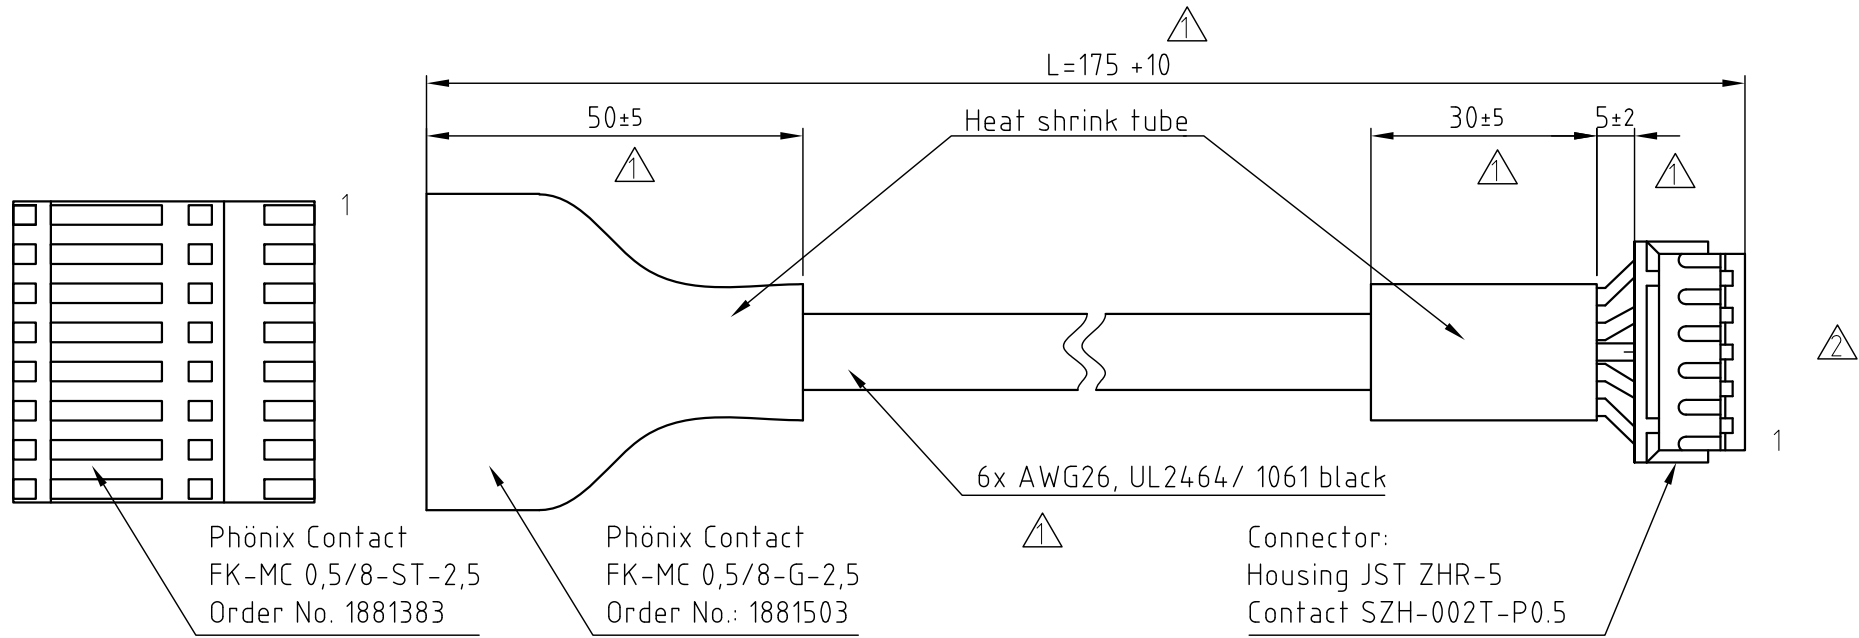 1
L=175 +10
50±5
Heat shrink tube
30±5
5±2
1
1
1
1
2
1
6x AWG26, UL2464/ 1061 black
1
Phönix Contact
FK-MC 0,5/8-ST-2,5
Order No. 1881383
Phönix Contact
FK-MC 0,5/8-G-2,5
Order No.: 1881503
Connector:
Housing JST ZHR-5
Contact SZH-002T-P0.5